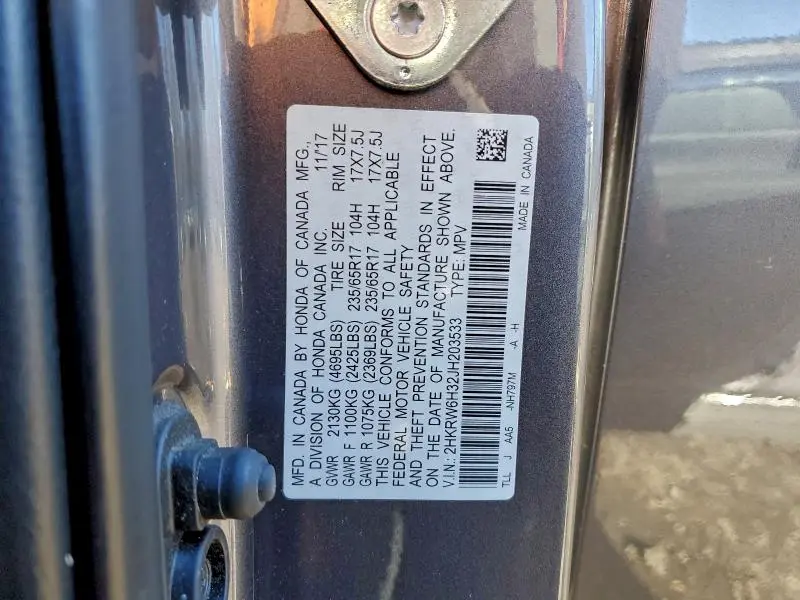 MFD. IN CANADA BY HONDA OF CANADA MFG.,
A DIVISION OF HONDA CANADA INC. 11/17
GVWR 2130KG (4695LBS) TIRE SIZE RIM SIZE
GAWR F 1100KG (2425LBS) 235/65R17 104H 17X7.5J
GAWR R 1075KG (2369LBS) 235/65R17 104H 17X7.5J
THIS VEHICLE CONFORMS TO ALL APPLICABLE
FEDERAL MOTOR VEHICLE SAFETY
AND THEFT PREVENTION STANDARDS IN EFFECT
ON THE DATE OF MANUFACTURE SHOWN ABOVE.
V.I.N.: 2HKRW6H32JH203533 TYPE: MPV
TLL J AA5 -NH797M -A -H
MADE IN CANADA